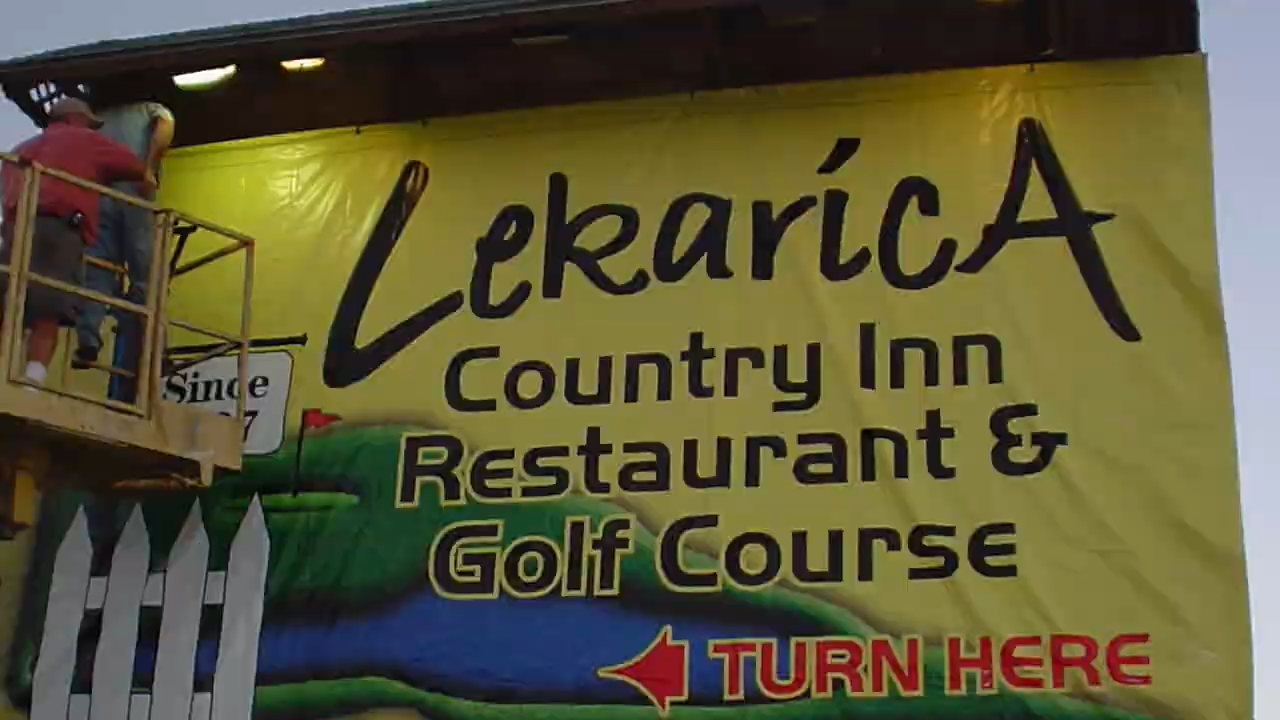 LekaricA
Country Inn
Restaurant &
Golf Course
TURN HERE
Since